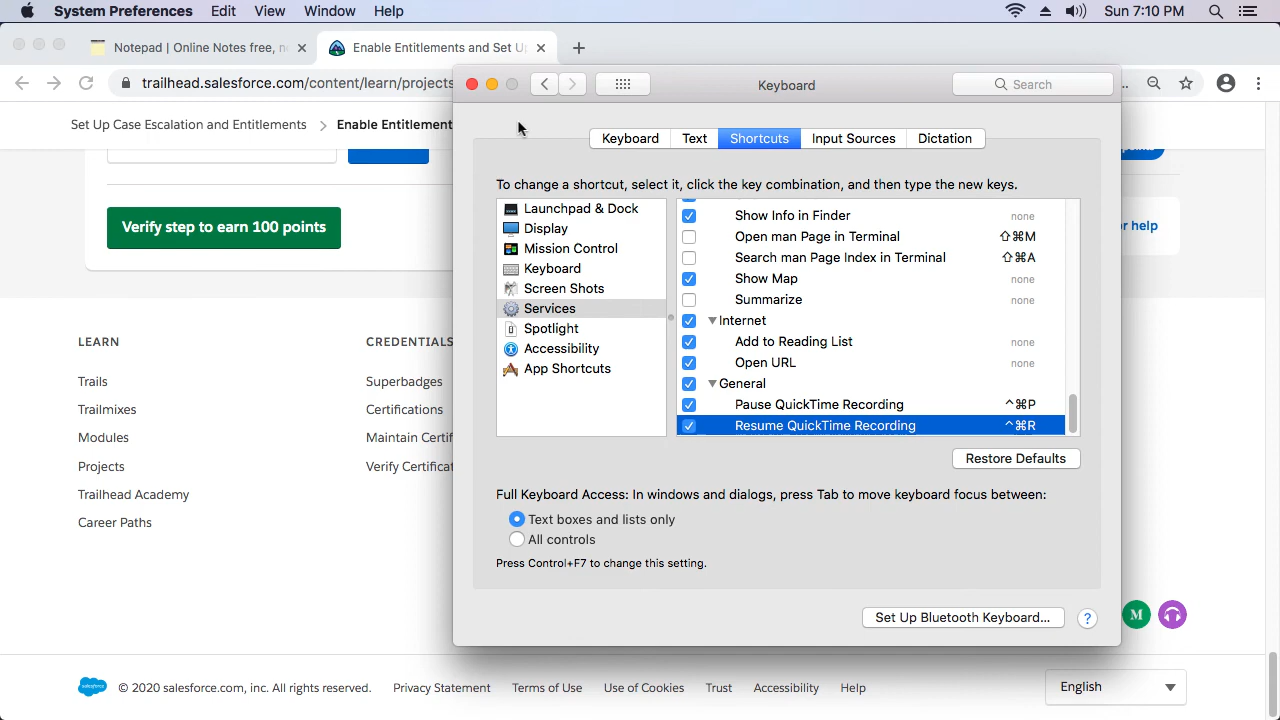 System Preferences Edit View Window Help Sun 7:10 PM
Notepad | Online Notes free, n Enable Entitlements and Set U
trailhead.salesforce.com/content/learn/projects
Keyboard
Search
Set Up Case Escalation and Entitlements > Enable Entitlement
Keyboard Text Shortcuts Input Sources Dictation
To change a shortcut, select it, click the key combination, and then type the new keys.
Launchpad & Dock
Display
Mission Control
Keyboard
Screen Shots
Services
Spotlight
Accessibility
App Shortcuts
Show Info in Finder none
Open man Page in Terminal ⇧⌘M
Search man Page Index in Terminal ⇧⌘A
Show Map none
Summarize none
Internet
Add to Reading List none
Open URL none
General
Pause QuickTime Recording ^⌘P
Resume QuickTime Recording ^⌘R
Restore Defaults
Full Keyboard Access: In windows and dialogs, press Tab to move keyboard focus between:
Text boxes and lists only
All controls
Press Control+F7 to change this setting.
Set Up Bluetooth Keyboard... ?
Verify step to earn 100 points
or help
LEARN
Trails
Trailmixes
Modules
Projects
Trailhead Academy
Career Paths
CREDENTIALS
Superbadges
Certifications
Maintain Certif
Verify Certificat
M
salesforce
© 2020 salesforce.com, inc. All rights reserved. Privacy Statement Terms of Use Use of Cookies Trust Accessibility Help English